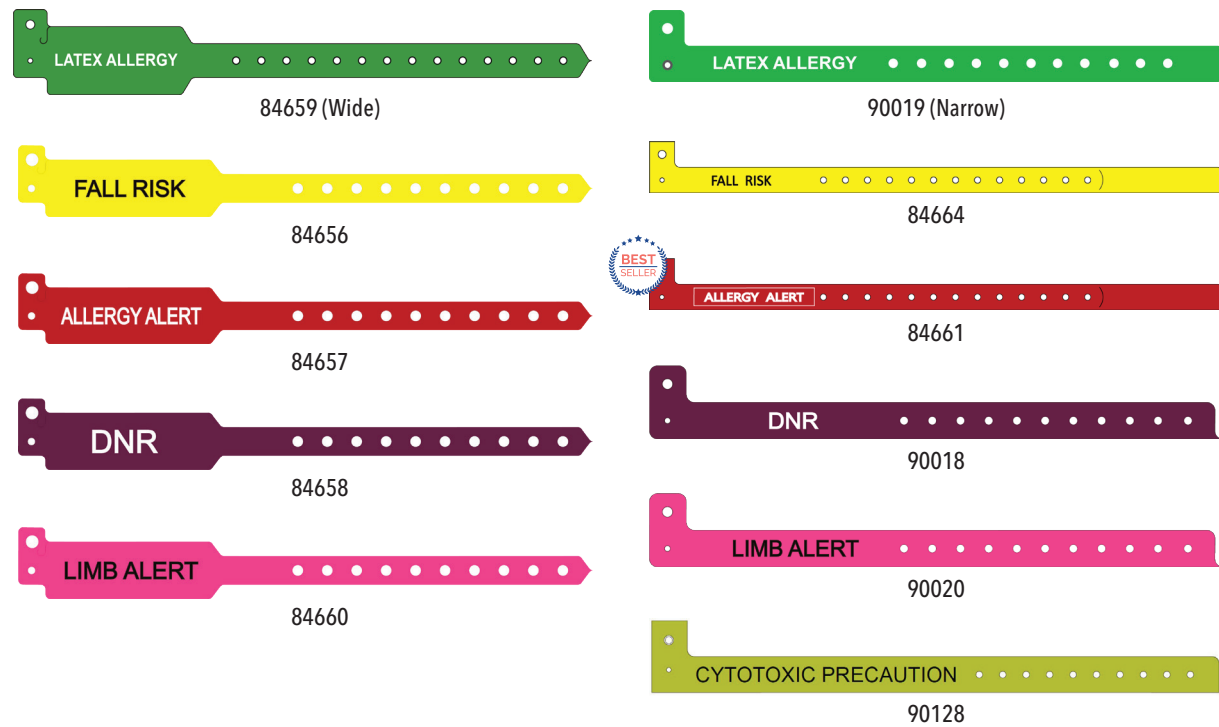 LATEX ALLERGY
84659 (Wide)
FALL RISK
84656
ALLERGY ALERT
84657
DNR
84658
LIMB ALERT
84660
LATEX ALLERGY
90019 (Narrow)
FALL RISK
84664
BEST
SELLER
ALLERGY ALERT
84661
DNR
90018
LIMB ALERT
90020
CYTOTOXIC PRECAUTION
90128